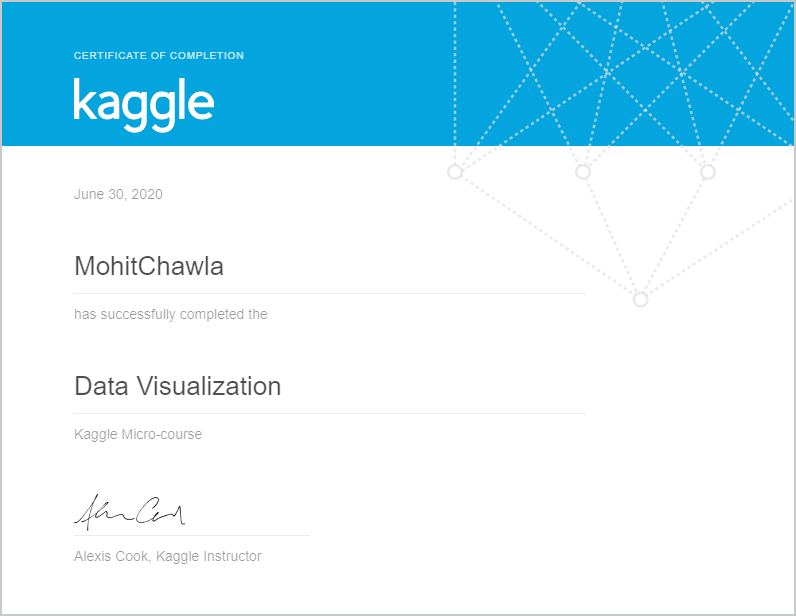 CERTIFICATE OF COMPLETION
kaggle
June 30, 2020
MohitChawla
has successfully completed the
Data Visualization
Kaggle Micro-course
Alexis Cook, Kaggle Instructor